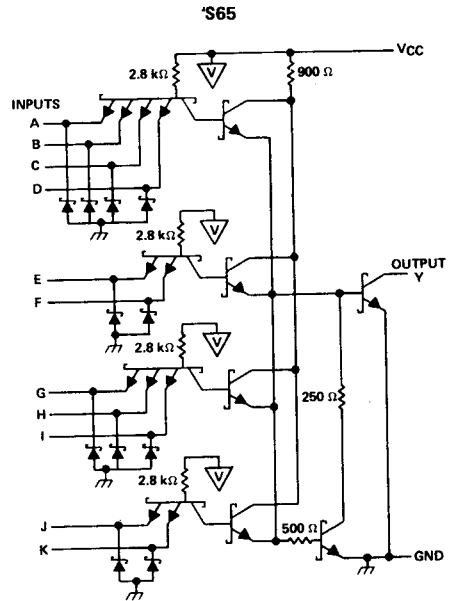 'S65
VCC
2.8 kΩ
V
900 Ω
INPUTS
A
B
C
D
2.8 kΩ
V
E
F
OUTPUT
Y
2.8 kΩ
V
G
H
I
250 Ω
2.8 kΩ
V
J
K
500 Ω
GND